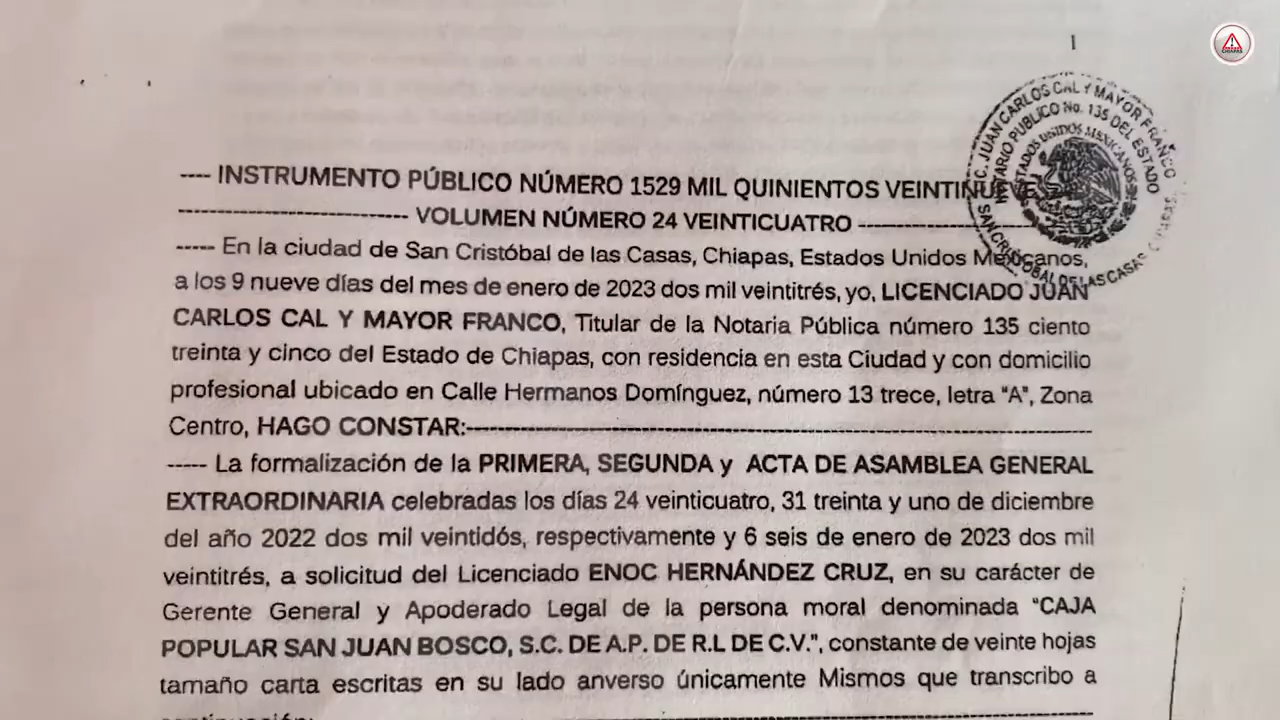 1
---- INSTRUMENTO PÚBLICO NÚMERO 1529 MIL QUINIENTOS VEINTINUEVE
---------------------------- VOLUMEN NÚMERO 24 VEINTICUATRO ----------------------
----- En la ciudad de San Cristóbal de las Casas, Chiapas, Estados Unidos Mexicanos,
a los 9 nueve días del mes de enero de 2023 dos mil veintitrés, yo, LICENCIADO JUAN
CARLOS CAL Y MAYOR FRANCO, Titular de la Notaria Pública número 135 ciento
treinta y cinco del Estado de Chiapas, con residencia en esta Ciudad y con domicilio
profesional ubicado en Calle Hermanos Domínguez, número 13 trece, letra "A", Zona
Centro, HAGO CONSTAR:--------------------------------------------------------------------
----- La formalización de la PRIMERA, SEGUNDA y ACTA DE ASAMBLEA GENERAL
EXTRAORDINARIA celebradas los días 24 veinticuatro, 31 treinta y uno de diciembre
del año 2022 dos mil veintidós, respectivamente y 6 seis de enero de 2023 dos mil
veintitrés, a solicitud del Licenciado ENOC HERNÁNDEZ CRUZ, en su carácter de
Gerente General y Apoderado Legal de la persona moral denominada "CAJA
POPULAR SAN JUAN BOSCO, S.C. DE A.P. DE R.L DE C.V.", constante de veinte hojas
tamaño carta escritas en su lado anverso únicamente Mismos que transcribo a
continuación:
JUAN CARLOS CAL Y MAYOR FRANCO
NOTARIO PUBLICO No. 135 DEL ESTADO
ESTADOS UNIDOS MEXICANOS
SAN CRISTOBAL DE LAS CASAS
CHIAPAS